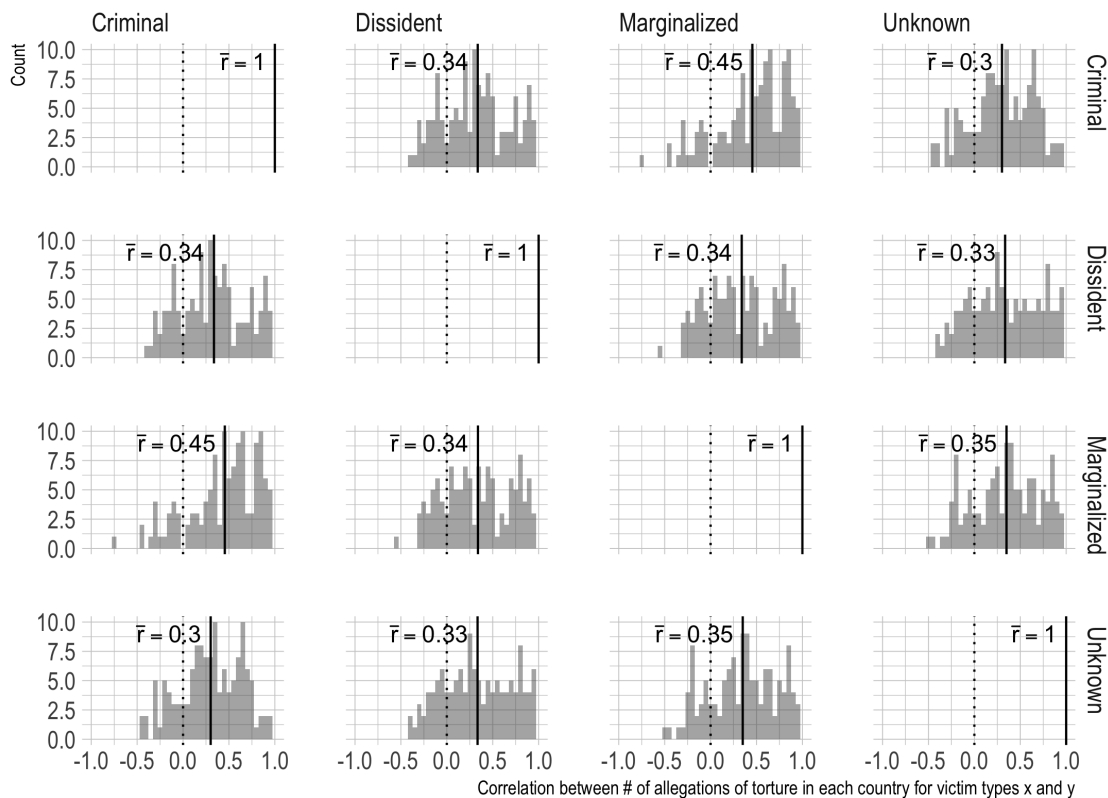 Criminal Dissident Marginalized Unknown
Count
10.0 r̅ = 1 r̅ = 0.34 r̅ = 0.45 r̅ = 0.3 Criminal
7.5
5.0
2.5
0.0
10.0 r̅ = 0.34 r̅ = 1 r̅ = 0.34 r̅ = 0.33 Dissident
7.5
5.0
2.5
0.0
10.0 r̅ = 0.45 r̅ = 0.34 r̅ = 1 r̅ = 0.35 Marginalized
7.5
5.0
2.5
0.0
10.0 r̅ = 0.3 r̅ = 0.33 r̅ = 0.35 r̅ = 1 Unknown
7.5
5.0
2.5
0.0
-1.0 -0.5 0.0 0.5 1.0 -1.0 -0.5 0.0 0.5 1.0 -1.0 -0.5 0.0 0.5 1.0 -1.0 -0.5 0.0 0.5 1.0
Correlation between # of allegations of torture in each country for victim types x and y